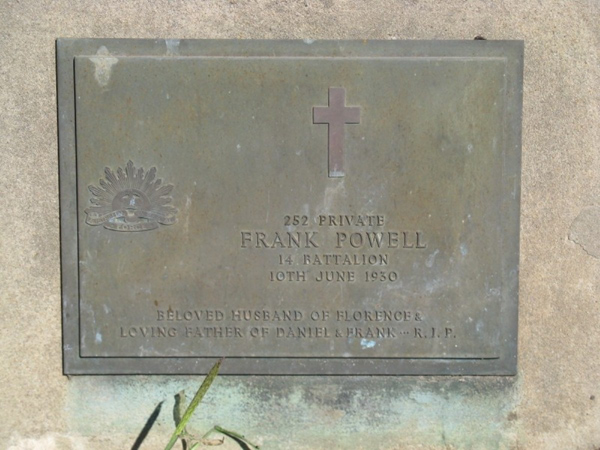 252 PRIVATE
FRANK POWELL
14 BATTALION
10TH JUNE 1930
BELOVED HUSBAND OF FLORENCE &
LOVING FATHER OF DANIEL & FRANK ~ R.I.P.